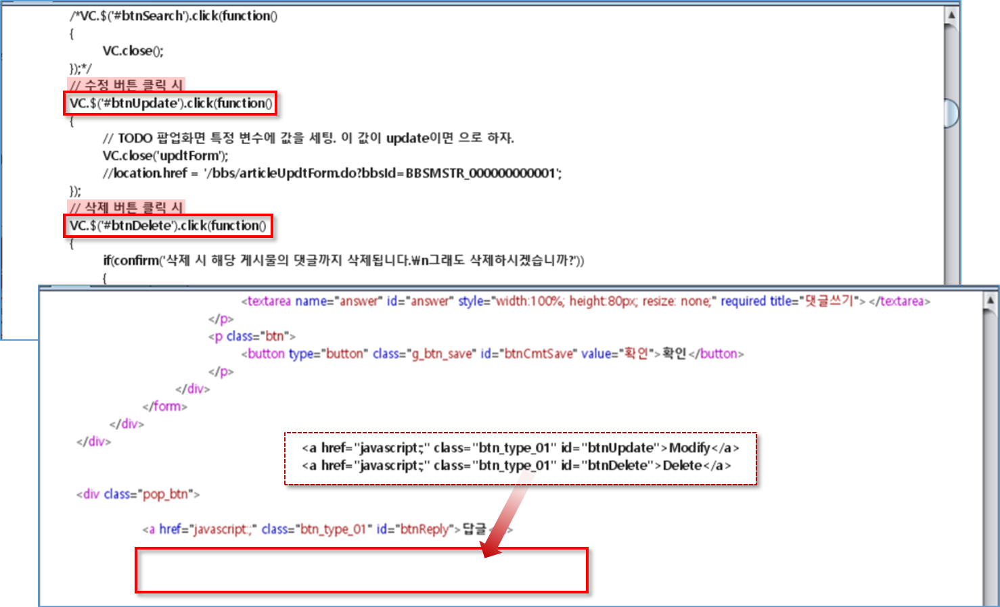 /*VC.$('#btnSearch').click(function()
{
VC.close();
});*/
// 수정 버튼 클릭 시
VC.$('#btnUpdate').click(function()
{
// TODO 팝업화면 특정 변수에 값을 세팅. 이 값이 update이면 으로 하자.
VC.close('updtForm');
//location.href = '/bbs/articleUpdtForm.do?bbsId=BBSMSTR_000000000001';
});
// 삭제 버튼 클릭 시
VC.$('#btnDelete').click(function()
{
if(confirm('삭제 시 해당 게시물의 댓글까지 삭제됩니다.₩n그래도 삭제하시겠습니까?'))
{
<textarea name="answer" id="answer" style="width:100%; height:80px; resize: none;" required title="댓글쓰기"></textarea>
</p>
<p class="btn">
<button type="button" class="g_btn_save" id="btnCmtSave" value="확인">확인</button>
</p>
</div>
</form>
</div>
</div>
<a href="javascript:;" class="btn_type_01" id="btnUpdate">Modify</a>
<a href="javascript:;" class="btn_type_01" id="btnDelete">Delete</a>
<div class="pop_btn">
<a href="javascript:;" class="btn_type_01" id="btnReply">답글< >